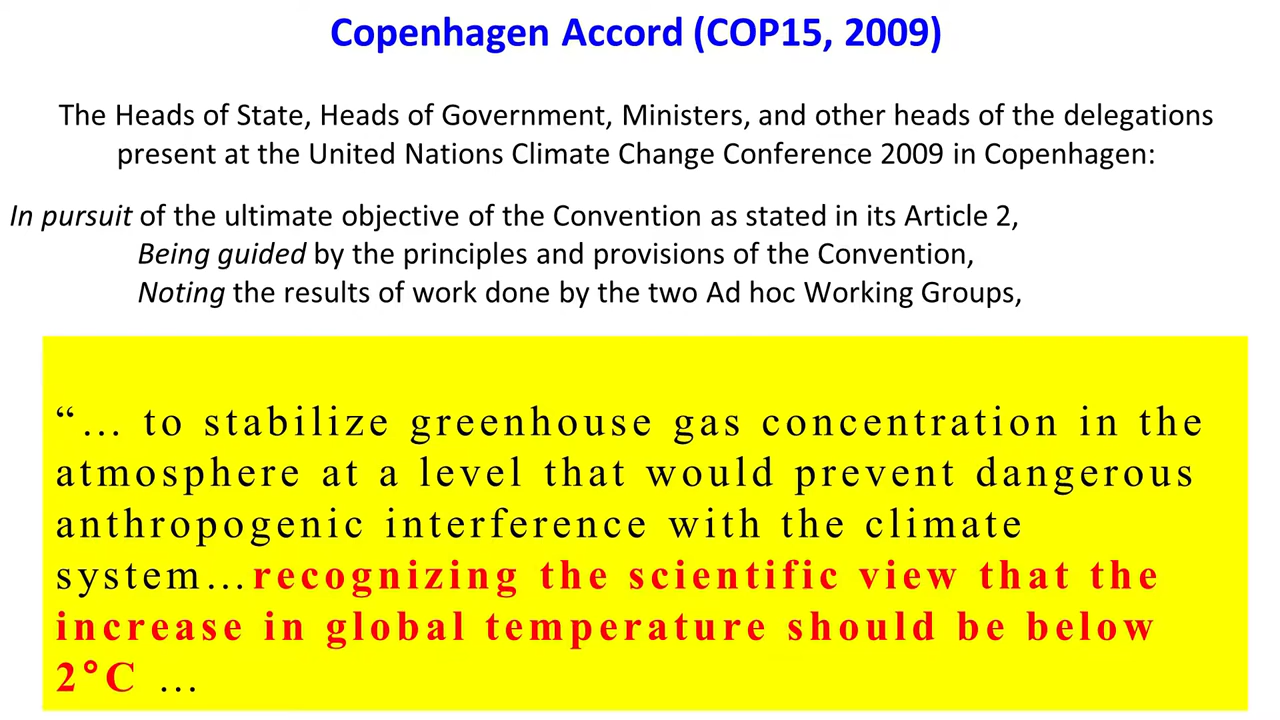 Copenhagen Accord (COP15, 2009)
The Heads of State, Heads of Government, Ministers, and other heads of the delegations
present at the United Nations Climate Change Conference 2009 in Copenhagen:
In pursuit of the ultimate objective of the Convention as stated in its Article 2,
Being guided by the principles and provisions of the Convention,
Noting the results of work done by the two Ad hoc Working Groups,
“… to stabilize greenhouse gas concentration in the
atmosphere at a level that would prevent dangerous
anthropogenic interference with the climate
system…recognizing the scientific view that the
increase in global temperature should be below
2°C …